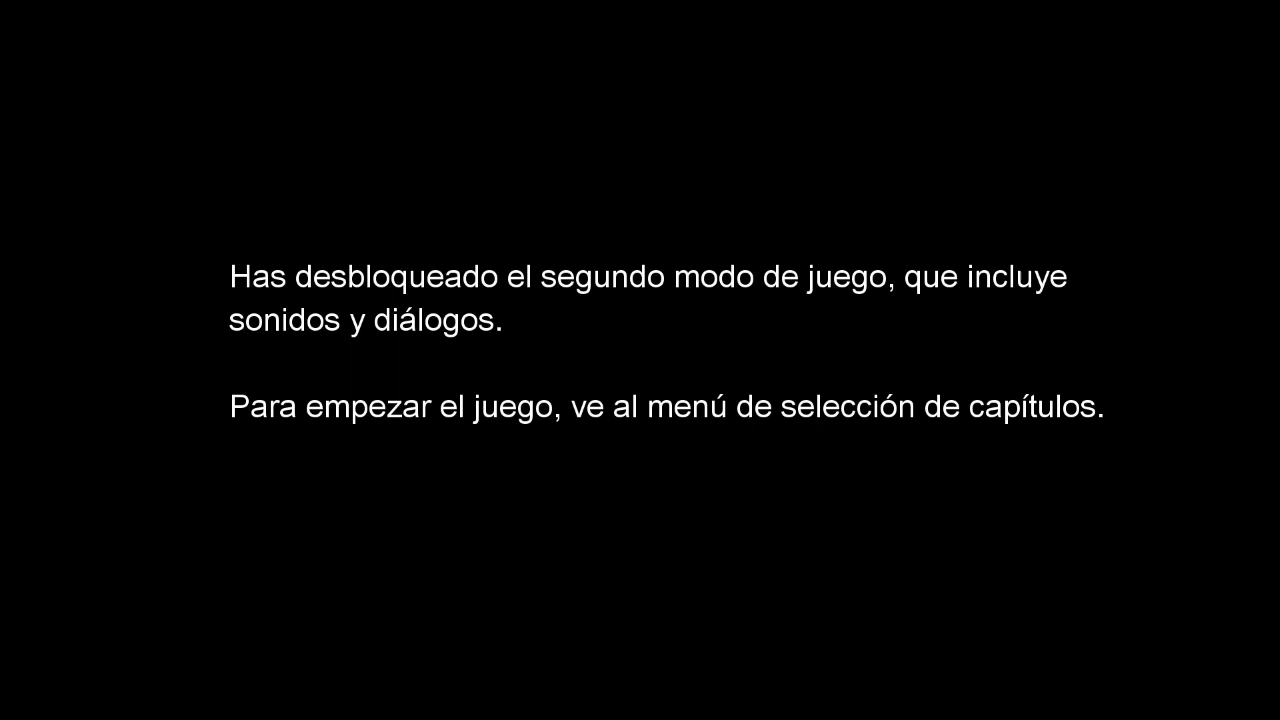 Has desbloqueado el segundo modo de juego, que incluye
sonidos y diálogos.
Para empezar el juego, ve al menú de selección de capítulos.